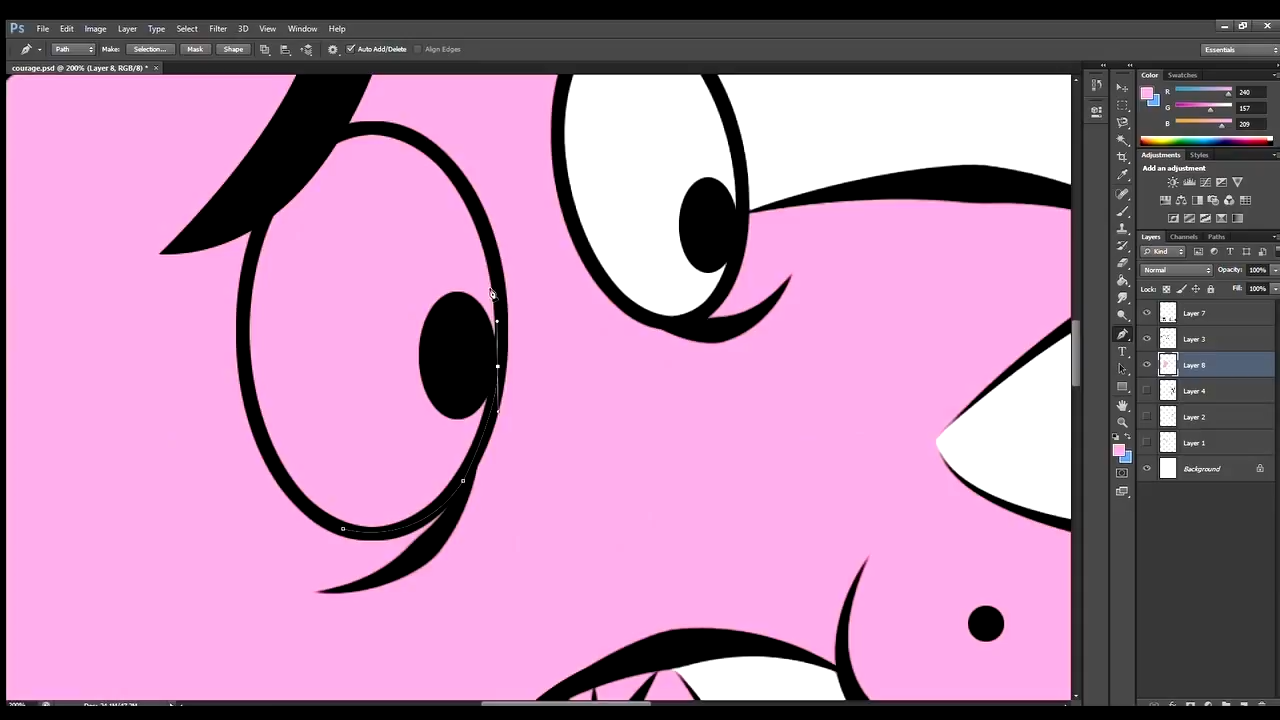 Ps File Edit Image Layer Type Select Filter 3D View Window Help
Path Make: Selection... Mask Shape Auto Add/Delete Align Edges Essentials
courage.psd @ 200% (Layer 8, RGB/8) * ×
Color Swatches
R 240
G 157
B 209
Adjustments Styles
Add an adjustment
Layers Channels Paths
Kind
Normal Opacity: 100%
Lock: Fill: 100%
Layer 7
Layer 3
Layer 8
Layer 4
Layer 2
Layer 1
Background